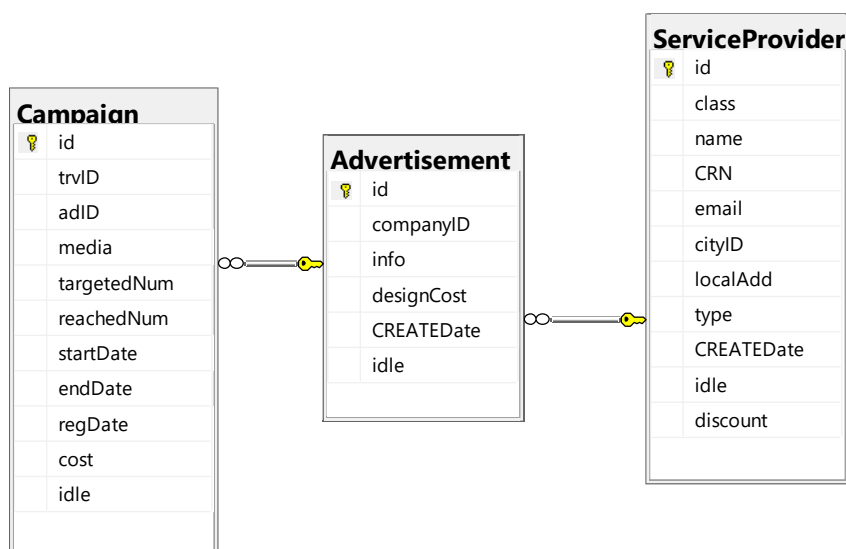 Campaign
id
trvID
adID
media
targetedNum
reachedNum
startDate
endDate
regDate
cost
idle
Advertisement
id
companyID
info
designCost
CREATEDate
idle
ServiceProvider
id
class
name
CRN
email
cityID
localAdd
type
CREATEDate
idle
discount